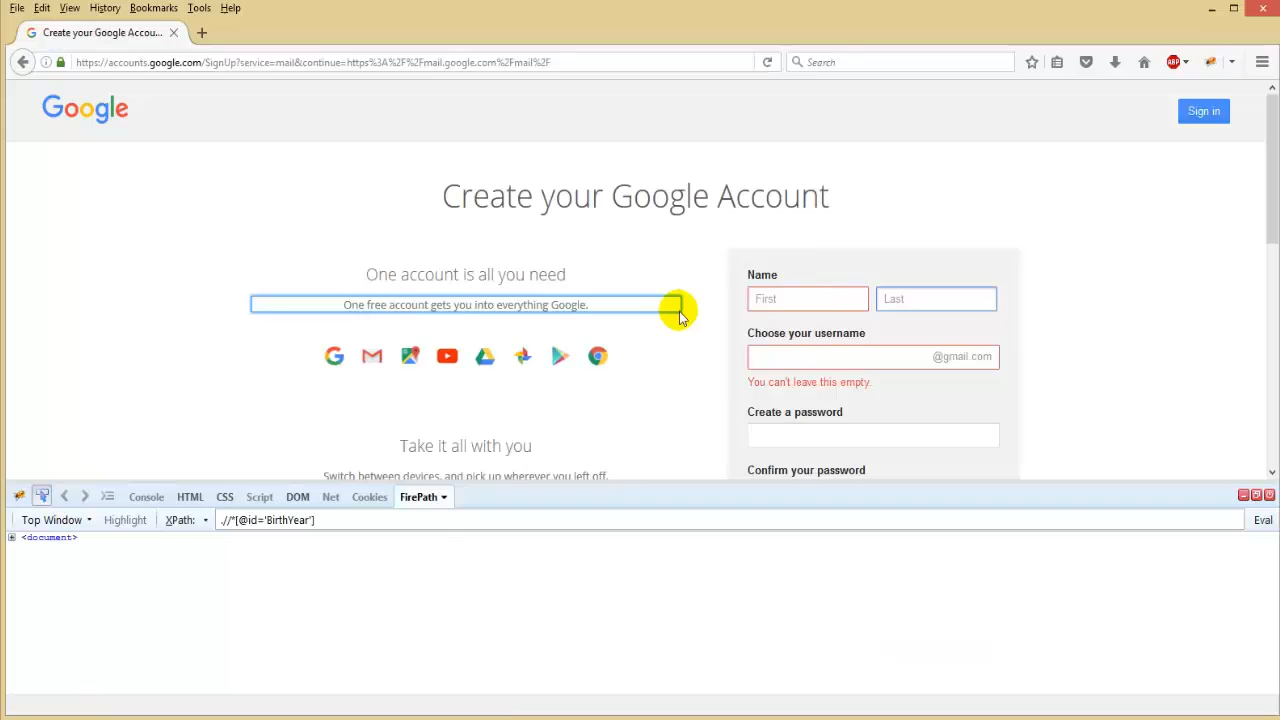 File Edit View History Bookmarks Tools Help
Create your Google Accou...
https://accounts.google.com/SignUp?service=mail&continue=https%3A%2F%2Fmail.google.com%2Fmail%2F
Search
ABP
Google
Sign in
Create your Google Account
One account is all you need
One free account gets you into everything Google.
Take it all with you
Switch between devices, and pick up wherever you left off.
Name
First Last
Choose your username
@gmail.com
You can't leave this empty.
Create a password
Confirm your password
Console HTML CSS Script DOM Net Cookies FirePath
Top Window Highlight XPath: .//*[@id='BirthYear'] Eval
<document>